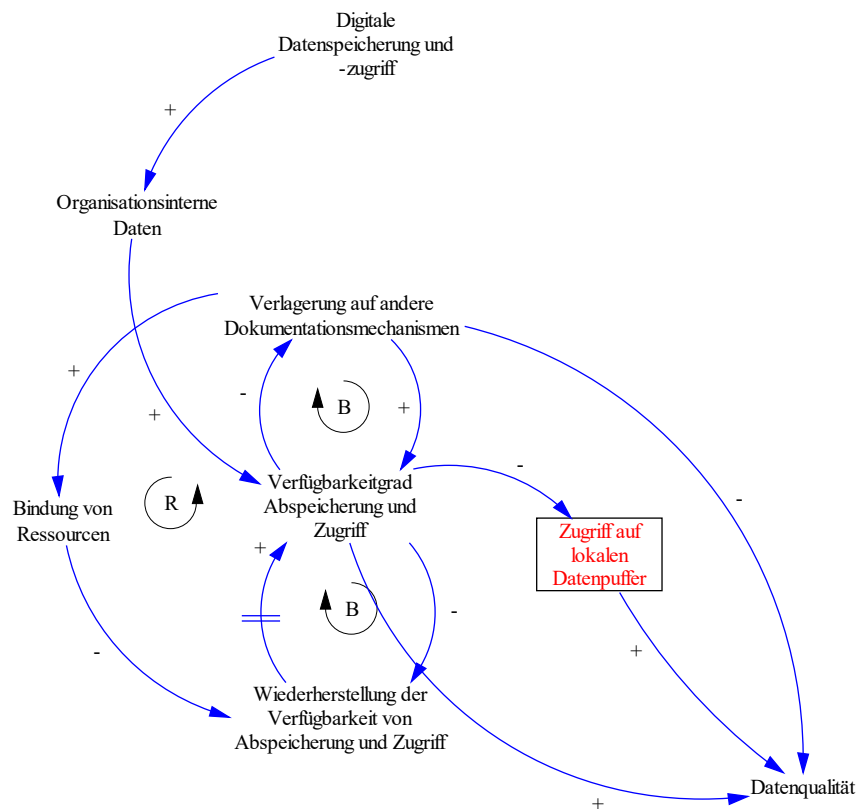 Digitale
Datenspeicherung und
-zugriff
+
Organisationsinterne
Daten
Verlagerung auf andere
Dokumentationsmechanismen
+
-
B
+
+
-
Verfügbarkeitgrad
Abspeicherung und
Zugriff
-
R
Bindung von
Ressourcen
Zugriff auf
lokalen
Datenpuffer
+
B
-
+
-
Wiederherstellung der
Verfügbarkeit von
Abspeicherung und Zugriff
Datenqualität
+